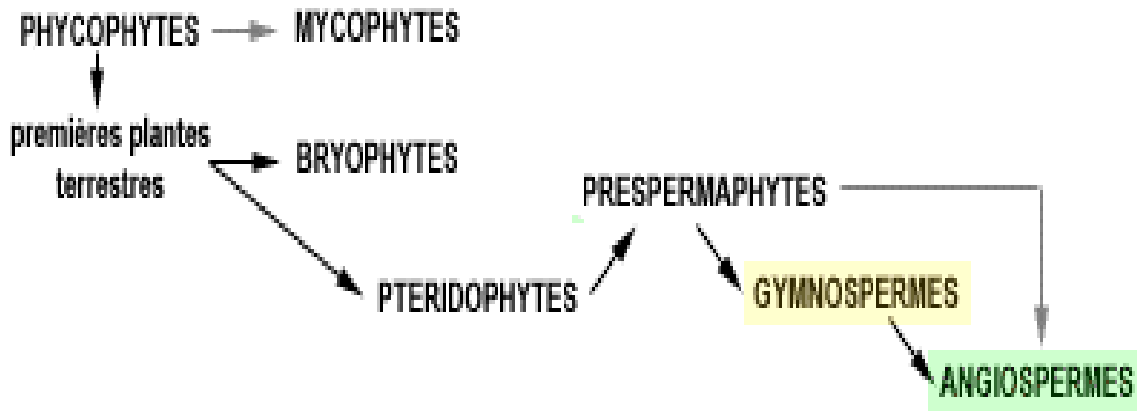 PHYCOPHYTES
MYCOPHYTES
premières plantes
terrestres
BRYOPHYTES
PRESPERMAPHYTES
PTERIDOPHYTES
GYMNOSPERMES
ANGIOSPERMES